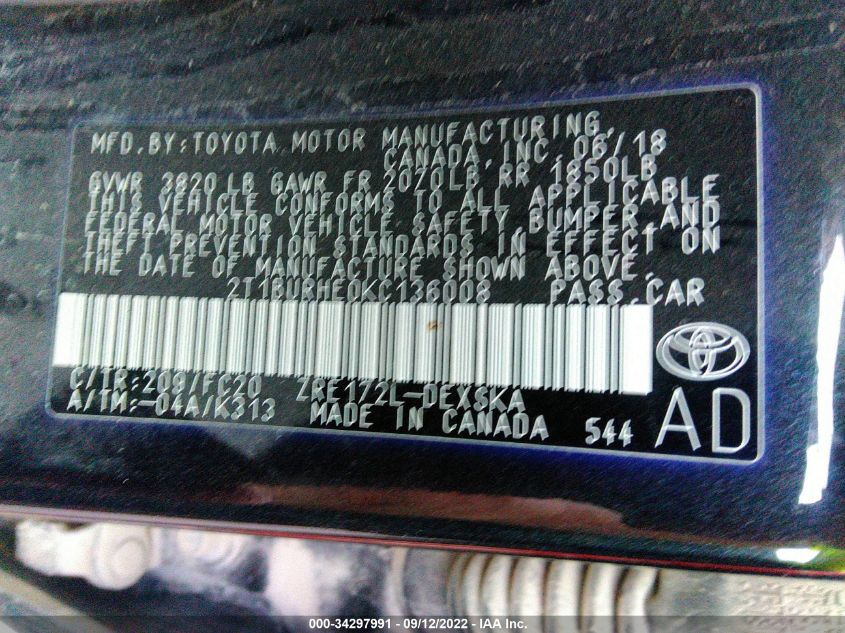 MFD.BY:TOYOTA MOTOR MANUFACTURING,
CANADA, INC. 06/18
GVWR 3820 LB GAWR FR 2070LB RR 1850LB
THIS VEHICLE CONFORMS TO ALL APPLICABLE
FEDERAL MOTOR VEHICLE SAFETY,BUMPER AND
THEFT PREVENTION STANDARDS IN EFFECT ON
THE DATE OF MANUFACTURE SHOWN ABOVE.
2T1BURHE0KC136008 PASS.CAR
C/TR:209/FC20 ZRE172L-DEXSKA
A/TM:-04A/K313 MADE IN CANADA 544
AD
000-34297991 - 09/12/2022 - IAA Inc.